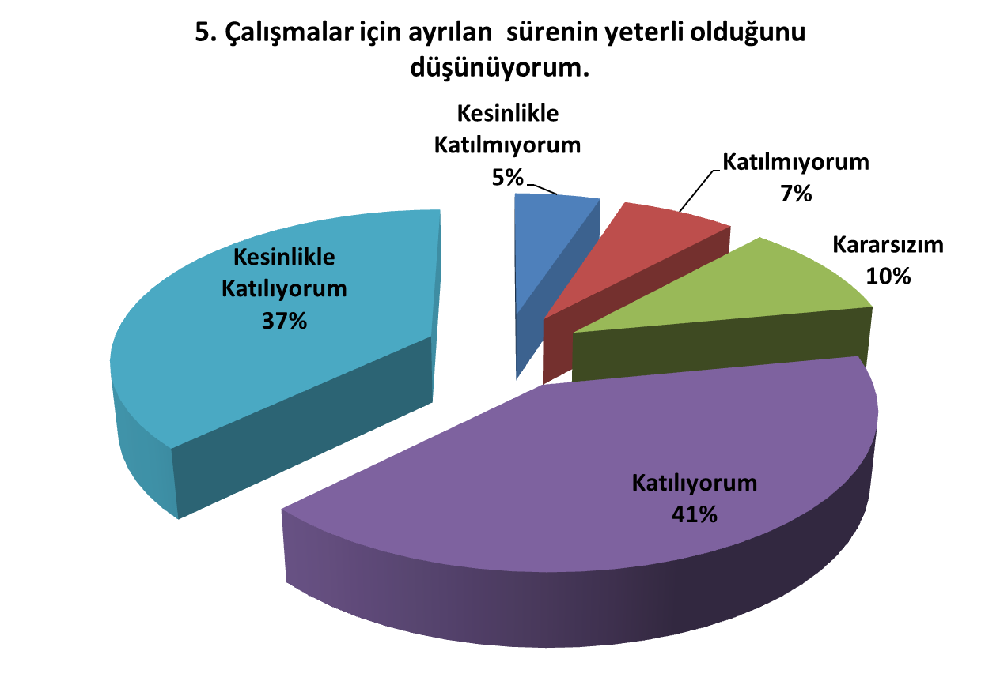 5. Çalışmalar için ayrılan  sürenin yeterli olduğunu
düşünüyorum.
Kesinlikle
Katılmıyorum
5%
Katılmıyorum
7%
Kararsızım
10%
Katılıyorum
41%
Kesinlikle
Katılıyorum
37%